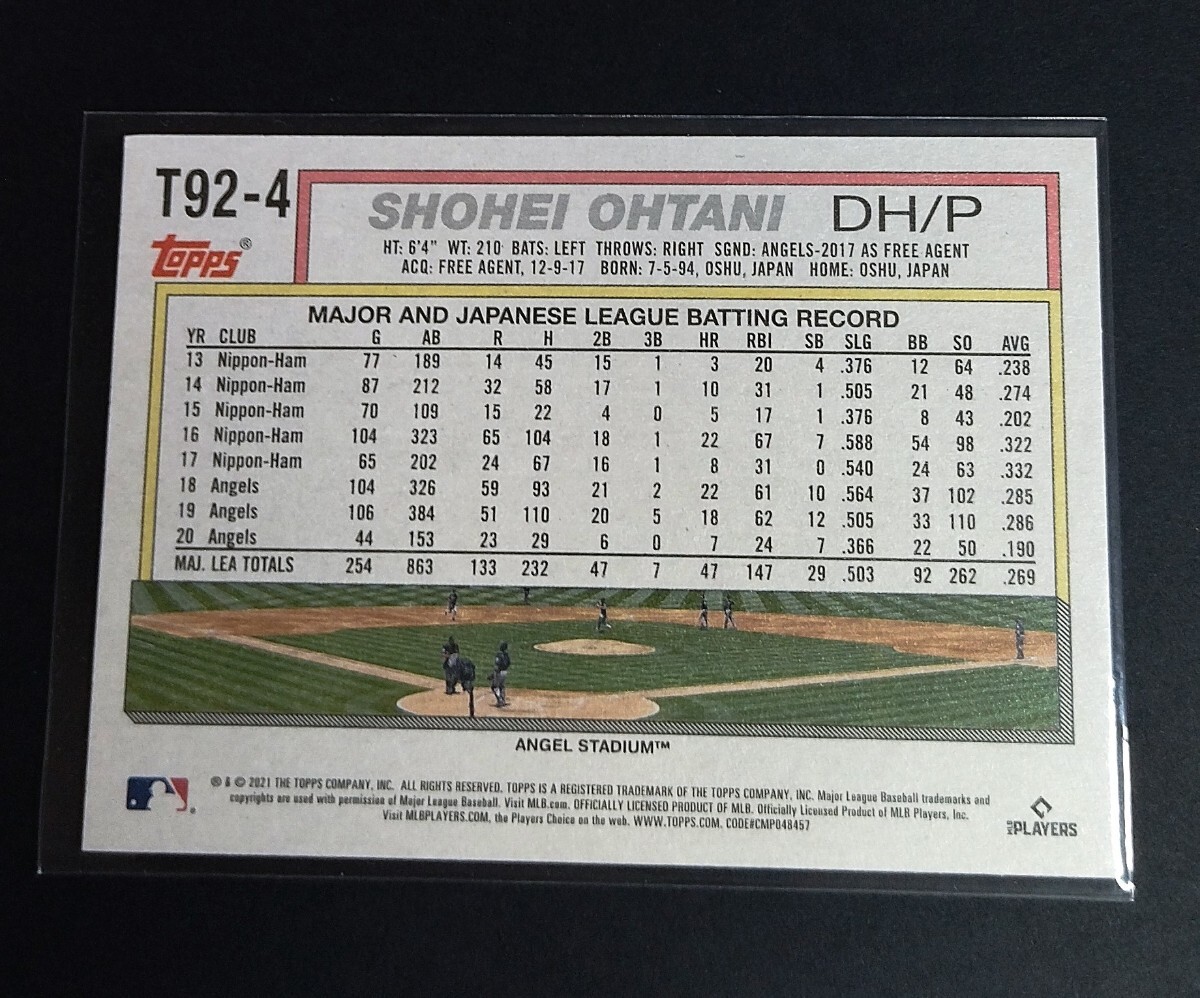 T92-4
Topps®
SHOHEI OHTANI DH/P
HT: 6'4" WT: 210 BATS: LEFT THROWS: RIGHT SGND: ANGELS-2017 AS FREE AGENT
ACQ: FREE AGENT, 12-9-17 BORN: 7-5-94, OSHU, JAPAN HOME: OSHU, JAPAN
MAJOR AND JAPANESE LEAGUE BATTING RECORD
YR CLUB G AB R H 2B 3B HR RBI SB SLG BB SO AVG
13 Nippon-Ham 77 189 14 45 15 1 3 20 4 .376 12 64 .238
14 Nippon-Ham 87 212 32 58 17 1 10 31 1 .505 21 48 .274
15 Nippon-Ham 70 109 15 22 4 0 5 17 1 .376 8 43 .202
16 Nippon-Ham 104 323 65 104 18 1 22 67 7 .588 54 98 .322
17 Nippon-Ham 65 202 24 67 16 1 8 31 0 .540 24 63 .332
18 Angels 104 326 59 93 21 2 22 61 10 .564 37 102 .285
19 Angels 106 384 51 110 20 5 18 62 12 .505 33 110 .286
20 Angels 44 153 23 29 6 0 7 24 7 .366 22 50 .190
MAJ. LEA TOTALS 254 863 133 232 47 7 47 147 29 .503 92 262 .269
ANGEL STADIUM™
® & © 2021 THE TOPPS COMPANY, INC. ALL RIGHTS RESERVED. TOPPS IS A REGISTERED TRADEMARK OF THE TOPPS COMPANY, INC. Major League Baseball trademarks and
copyrights are used with permission of Major League Baseball. Visit MLB.com. OFFICIALLY LICENSED PRODUCT OF MLB. Officially Licensed Product of MLB Players, Inc.
Visit MLBPLAYERS.COM, the Players Choice on the web. WWW.TOPPS.COM. CODE#CMP048457
MLB PLAYERS